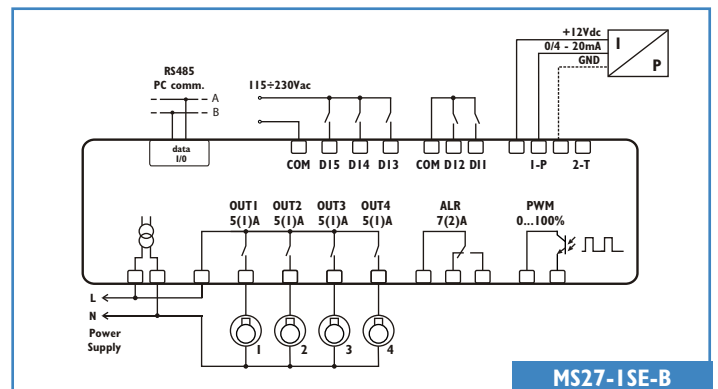 +12Vdc
0/4 - 20mA
GND
I
P
RS485
PC comm.
A
B
115÷230Vac
data
I/0
COM DI5 DI4 DI3
COM DI2 DI1
1-P
2-T
OUT1 OUT2 OUT3 OUT4
5(1)A 5(1)A 5(1)A 5(1)A
ALR
7(2)A
PWM
0...100%
L
N
Power
Supply
1
2
3
4
MS27-1SE-B